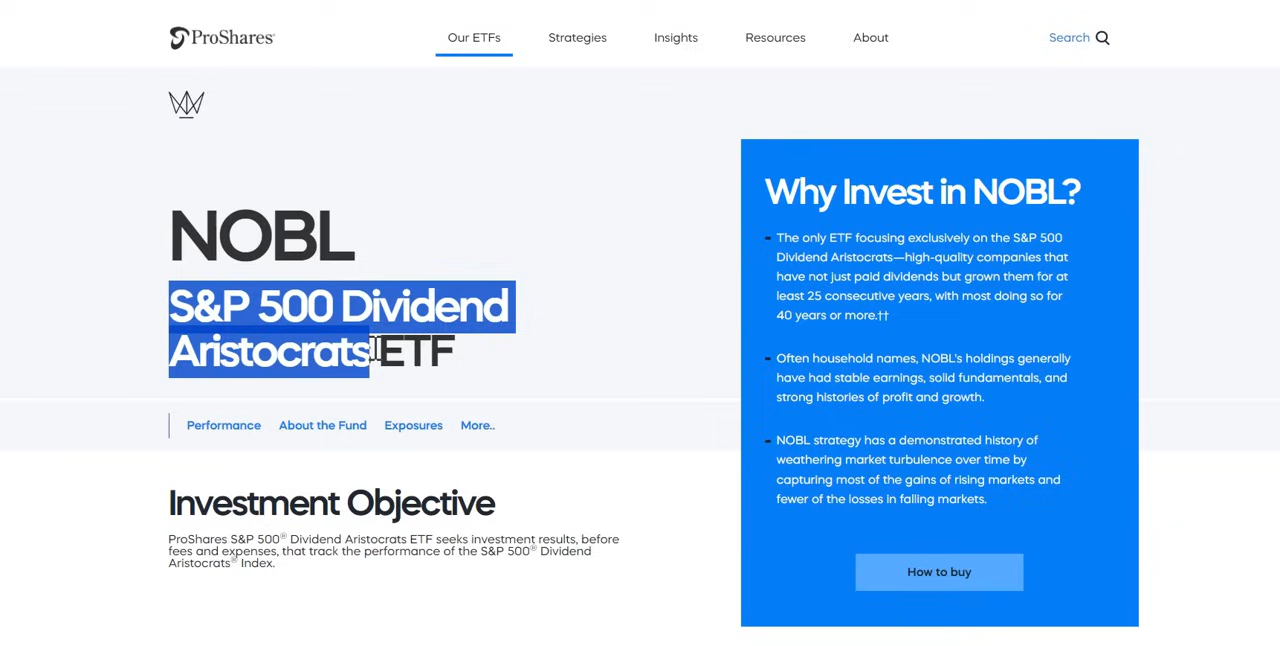 ProShares®
Our ETFs
Strategies
Insights
Resources
About
Search
NOBL
S&P 500 Dividend
Aristocrats ETF
Performance
About the Fund
Exposures
More..
Investment Objective
ProShares S&P 500® Dividend Aristocrats ETF seeks investment results, before
fees and expenses, that track the performance of the S&P 500® Dividend
Aristocrats® Index.
Why Invest in NOBL?
The only ETF focusing exclusively on the S&P 500
Dividend Aristocrats—high-quality companies that
have not just paid dividends but grown them for at
least 25 consecutive years, with most doing so for
40 years or more.††
Often household names, NOBL's holdings generally
have had stable earnings, solid fundamentals, and
strong histories of profit and growth.
NOBL strategy has a demonstrated history of
weathering market turbulence over time by
capturing most of the gains of rising markets and
fewer of the losses in falling markets.
How to buy